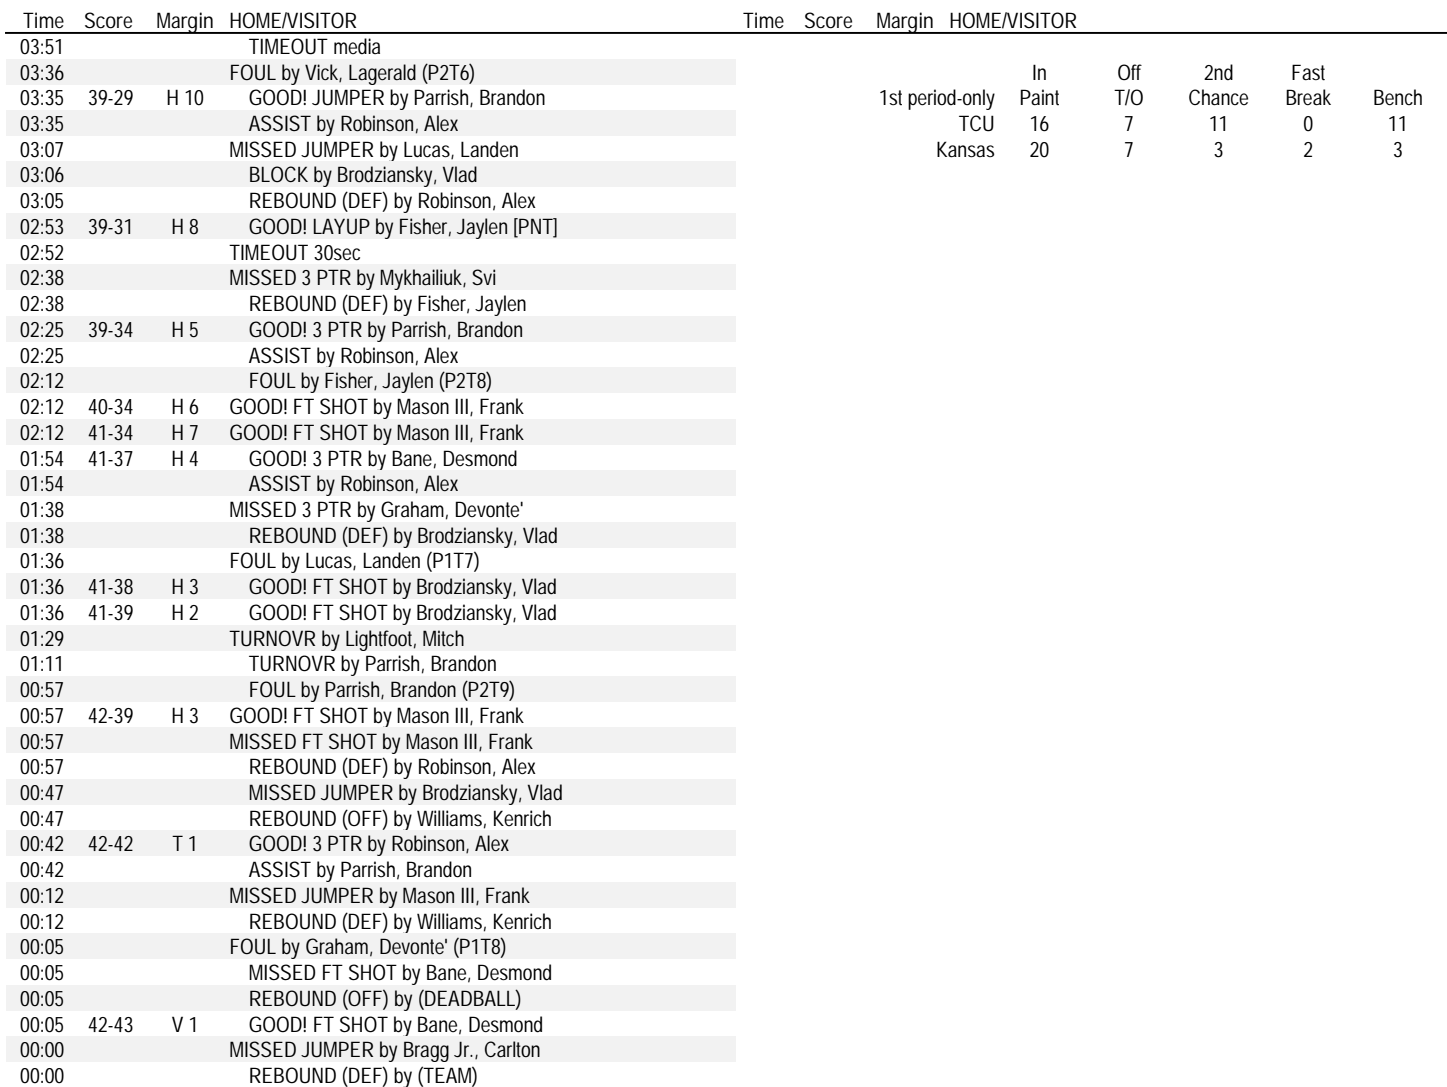 Time Score Margin HOME/VISITOR
03:51 TIMEOUT media
03:36 FOUL by Vick, Lagerald (P2T6)
03:35 39-29 H 10 GOOD! JUMPER by Parrish, Brandon
03:35 ASSIST by Robinson, Alex
03:07 MISSED JUMPER by Lucas, Landen
03:06 BLOCK by Brodziansky, Vlad
03:05 REBOUND (DEF) by Robinson, Alex
02:53 39-31 H 8 GOOD! LAYUP by Fisher, Jaylen [PNT]
02:52 TIMEOUT 30sec
02:38 MISSED 3 PTR by Mykhailiuk, Svi
02:38 REBOUND (DEF) by Fisher, Jaylen
02:25 39-34 H 5 GOOD! 3 PTR by Parrish, Brandon
02:25 ASSIST by Robinson, Alex
02:12 FOUL by Fisher, Jaylen (P2T8)
02:12 40-34 H 6 GOOD! FT SHOT by Mason III, Frank
02:12 41-34 H 7 GOOD! FT SHOT by Mason III, Frank
01:54 41-37 H 4 GOOD! 3 PTR by Bane, Desmond
01:54 ASSIST by Robinson, Alex
01:38 MISSED 3 PTR by Graham, Devonte'
01:38 REBOUND (DEF) by Brodziansky, Vlad
01:36 FOUL by Lucas, Landen (P1T7)
01:36 41-38 H 3 GOOD! FT SHOT by Brodziansky, Vlad
01:36 41-39 H 2 GOOD! FT SHOT by Brodziansky, Vlad
01:29 TURNOVR by Lightfoot, Mitch
01:11 TURNOVR by Parrish, Brandon
00:57 FOUL by Parrish, Brandon (P2T9)
00:57 42-39 H 3 GOOD! FT SHOT by Mason III, Frank
00:57 MISSED FT SHOT by Mason III, Frank
00:57 REBOUND (DEF) by Robinson, Alex
00:47 MISSED JUMPER by Brodziansky, Vlad
00:47 REBOUND (OFF) by Williams, Kenrich
00:42 42-42 T 1 GOOD! 3 PTR by Robinson, Alex
00:42 ASSIST by Parrish, Brandon
00:12 MISSED JUMPER by Mason III, Frank
00:12 REBOUND (DEF) by Williams, Kenrich
00:05 FOUL by Graham, Devonte' (P1T8)
00:05 MISSED FT SHOT by Bane, Desmond
00:05 REBOUND (OFF) by (DEADBALL)
00:05 42-43 V 1 GOOD! FT SHOT by Bane, Desmond
00:00 MISSED JUMPER by Bragg Jr., Carlton
00:00 REBOUND (DEF) by (TEAM)
Time Score Margin HOME/VISITOR
In Off 2nd Fast
1st period-only Paint T/O Chance Break Bench
TCU 16 7 11 0 11
Kansas 20 7 3 2 3